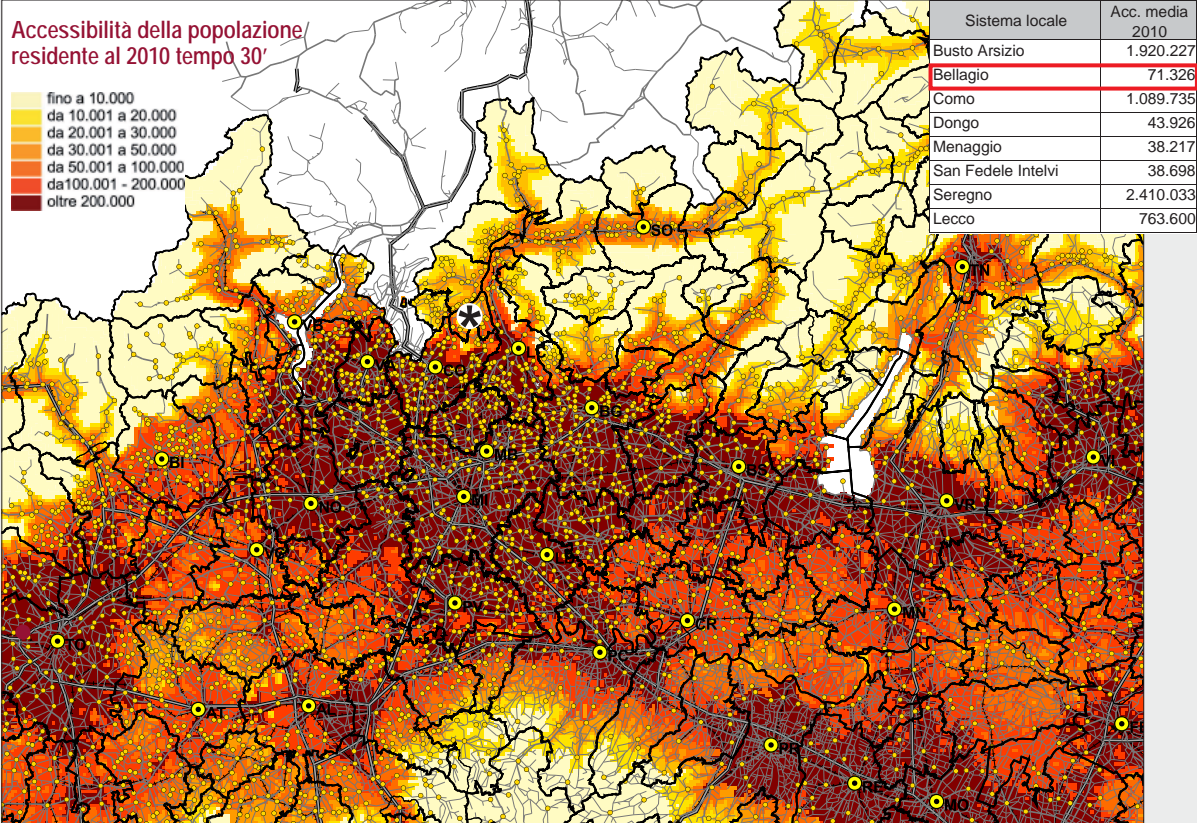 Accessibilità della popolazione
residente al 2010 tempo 30'
fino a 10.000
da 10.001 a 20.000
da 20.001 a 30.000
da 30.001 a 50.000
da 50.001 a 100.000
da100.001 - 200.000
oltre 200.000
Sistema locale Acc. media 2010
Busto Arsizio 1.920.227
Bellagio 71.326
Como 1.089.735
Dongo 43.926
Menaggio 38.217
San Fedele Intelvi 38.698
Seregno 2.410.033
Lecco 763.600
SO
TN
VB
*
CO
BG
BI
MB
BS
NO
MI
VR
PV
MN
CR
TO
AT
AL
PR
RE
MO